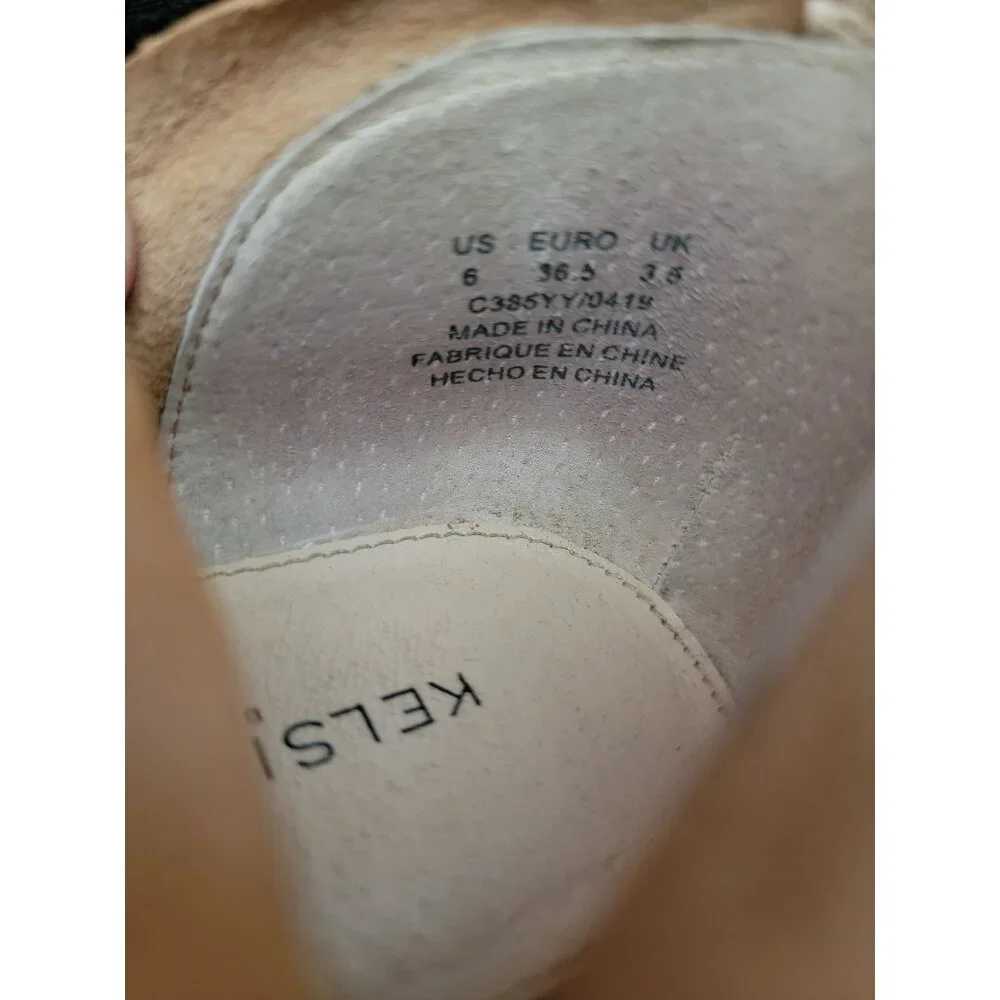 US EURO UK
6 36.5 3.5
C385YY/0419
MADE IN CHINA
FABRIQUE EN CHINE
HECHO EN CHINA
KELSi